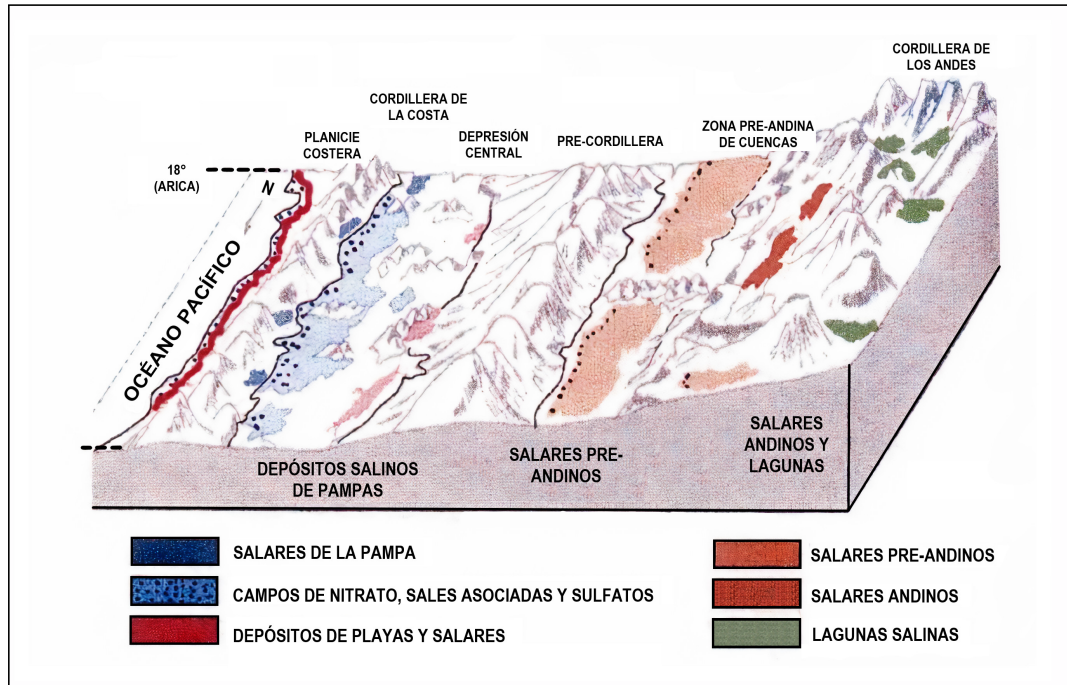 CORDILLERA DE
LOS ANDES
CORDILLERA DE
LA COSTA
PLANICIE
COSTERA
DEPRESIÓN
CENTRAL
PRE-CORDILLERA
ZONA PRE-ANDINA
DE CUENCAS
18°
(ARICA)
N
OCÉANO PACÍFICO
DEPÓSITOS SALINOS
DE PAMPAS
SALARES PRE-
ANDINOS
SALARES
ANDINOS Y
LAGUNAS
SALARES DE LA PAMPA
CAMPOS DE NITRATO, SALES ASOCIADAS Y SULFATOS
DEPÓSITOS DE PLAYAS Y SALARES
SALARES PRE-ANDINOS
SALARES ANDINOS
LAGUNAS SALINAS